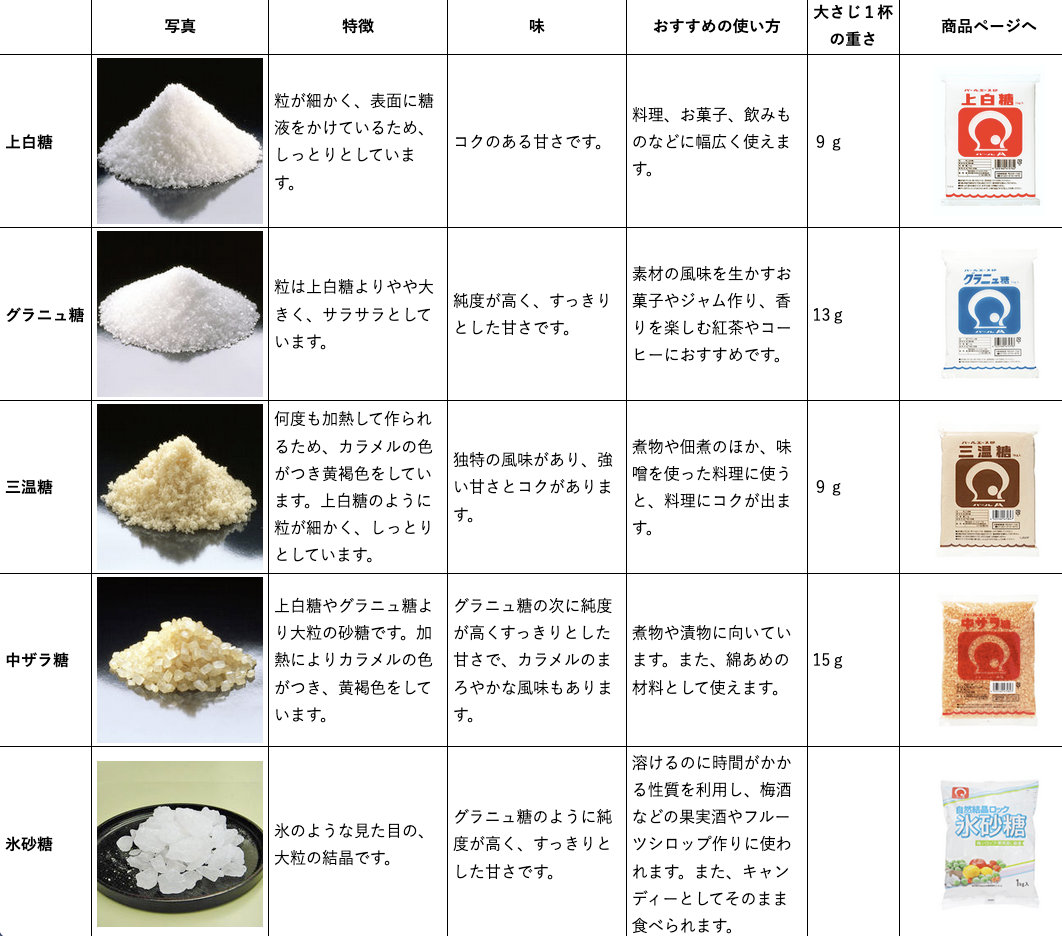 写真
特徴
味
おすすめの使い方
大さじ１杯
の重さ
商品ページへ
上白糖
粒が細かく、表面に糖
液をかけているため、
しっとりとしていま
す。
コクのある甘さです。
料理、お菓子、飲みも
のなどに幅広く使えま
す。
９ｇ
上白糖
パールA
グラニュ糖
粒は上白糖よりやや大
きく、サラサラとして
います。
純度が高く、すっきり
とした甘さです。
素材の風味を生かすお
菓子やジャム作り、香
りを楽しむ紅茶やコー
ヒーにおすすめです。
13ｇ
グラニュ糖
パールA
三温糖
何度も加熱して作られ
るため、カラメルの色
がつき黄褐色をしてい
ます。上白糖のように
粒が細かく、しっとり
としています。
独特の風味があり、強
い甘さとコクがありま
す。
煮物や佃煮のほか、味
噌を使った料理に使う
と、料理にコクが出ま
す。
９ｇ
三温糖
パールA
中ザラ糖
上白糖やグラニュ糖よ
り大粒の砂糖です。加
熱によりカラメルの色
がつき、黄褐色をして
います。
グラニュ糖の次に純度
が高くすっきりとした
甘さで、カラメルのま
ろやかな風味もありま
す。
煮物や漬物に向いてい
ます。また、綿あめの
材料として使えます。
15ｇ
中ザラ糖
氷砂糖
氷のような見た目の、
大粒の結晶です。
グラニュ糖のように純
度が高く、すっきりと
した甘さです。
溶けるのに時間がかか
る性質を利用し、梅酒
などの果実酒やフルー
ツシロップ作りに使わ
れます。また、キャン
ディーとしてそのまま
食べられます。
自然結晶ロック
氷砂糖
1kg入